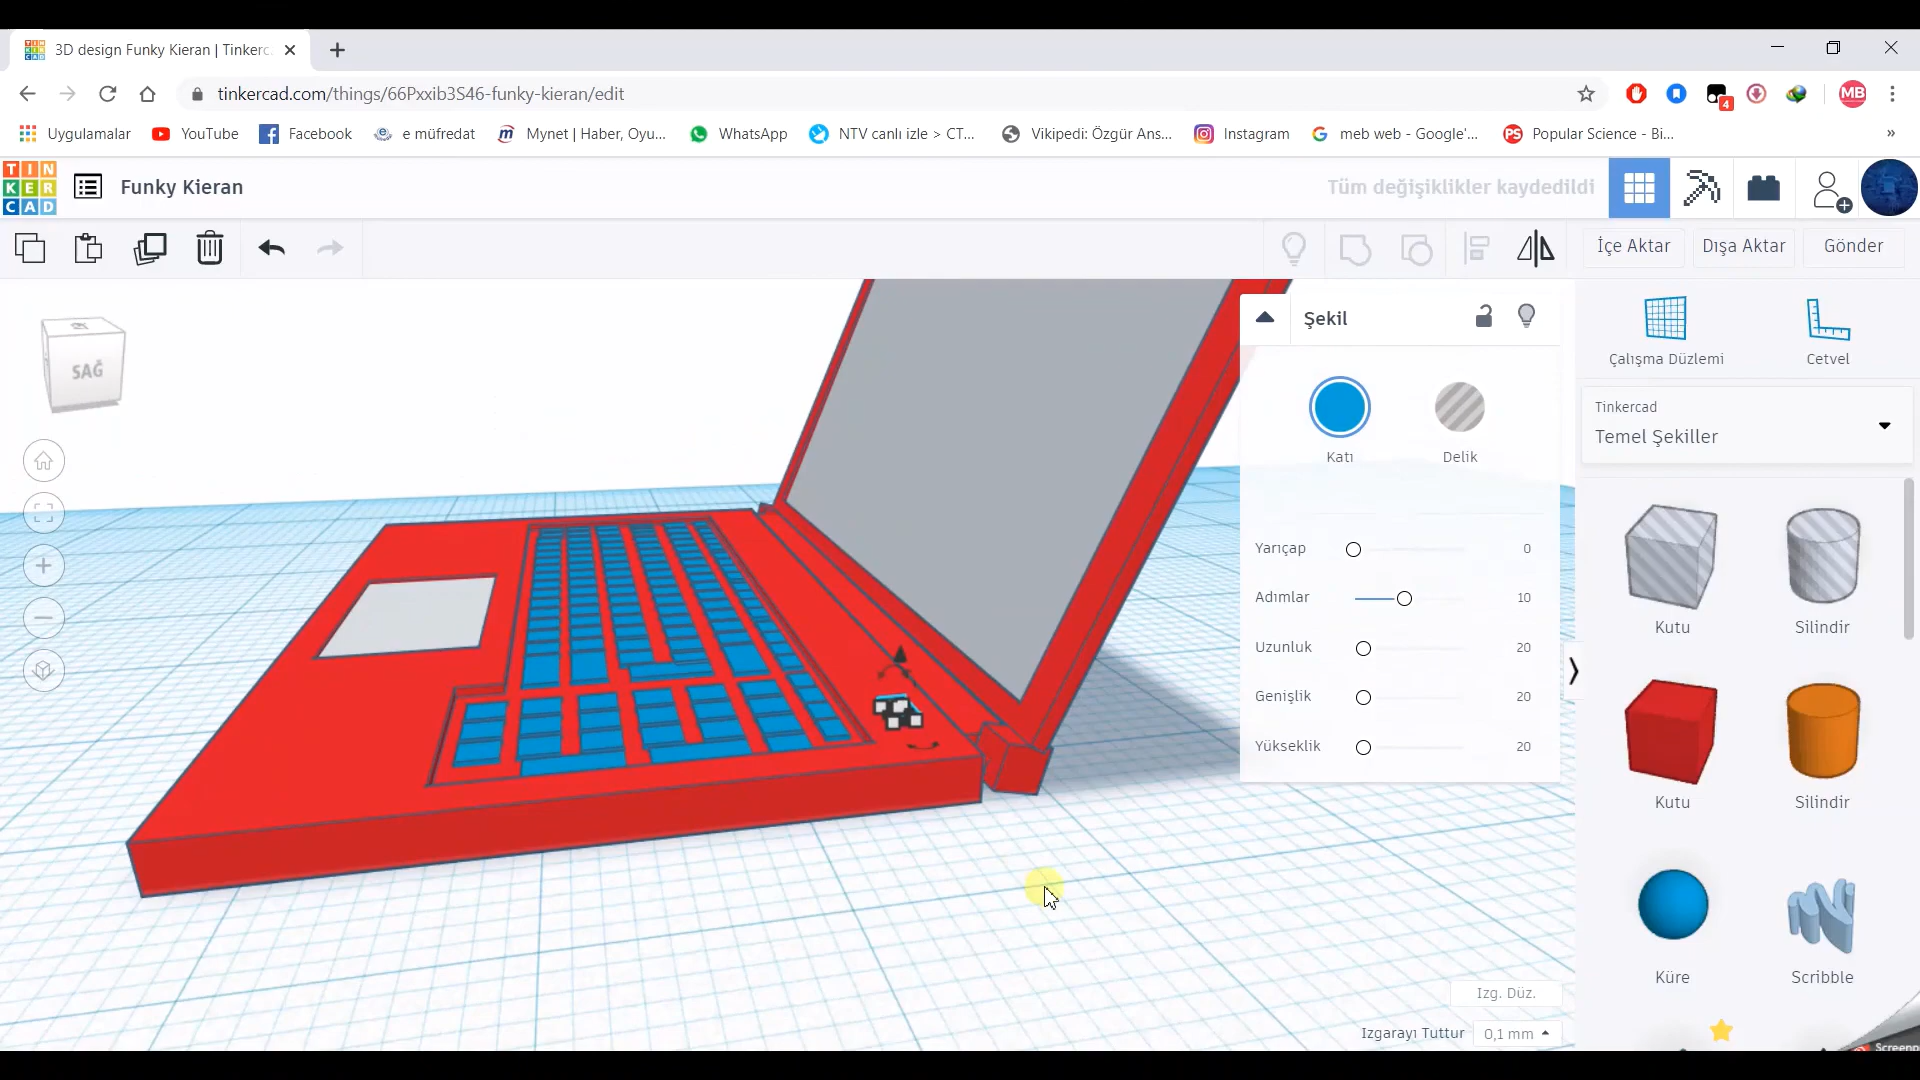 3D design Funky Kieran | Tinkerc
tinkercad.com/things/66Pxxib3S46-funky-kieran/edit
4
MB
Uygulamalar
YouTube
Facebook
e müfredat
Mynet | Haber, Oyu...
WhatsApp
NTV canlı izle > CT...
Vikipedi: Özgür Ans...
Instagram
meb web - Google'...
PS
Popular Science - Bi...
»
TIN
KER
CAD
Funky Kieran
Tüm değişiklikler kaydedildi
İçe Aktar
Dışa Aktar
Gönder
SAĞ
Şekil
Katı
Delik
Yarıçap
0
Adımlar
10
Uzunluk
20
Genişlik
20
Yükseklik
20
Çalışma Düzlemi
Cetvel
Tinkercad
Temel Şekiller
Kutu
Silindir
Kutu
Silindir
Küre
Scribble
Izg. Düz.
Izgarayı Tuttur
0,1 mm
Screenp